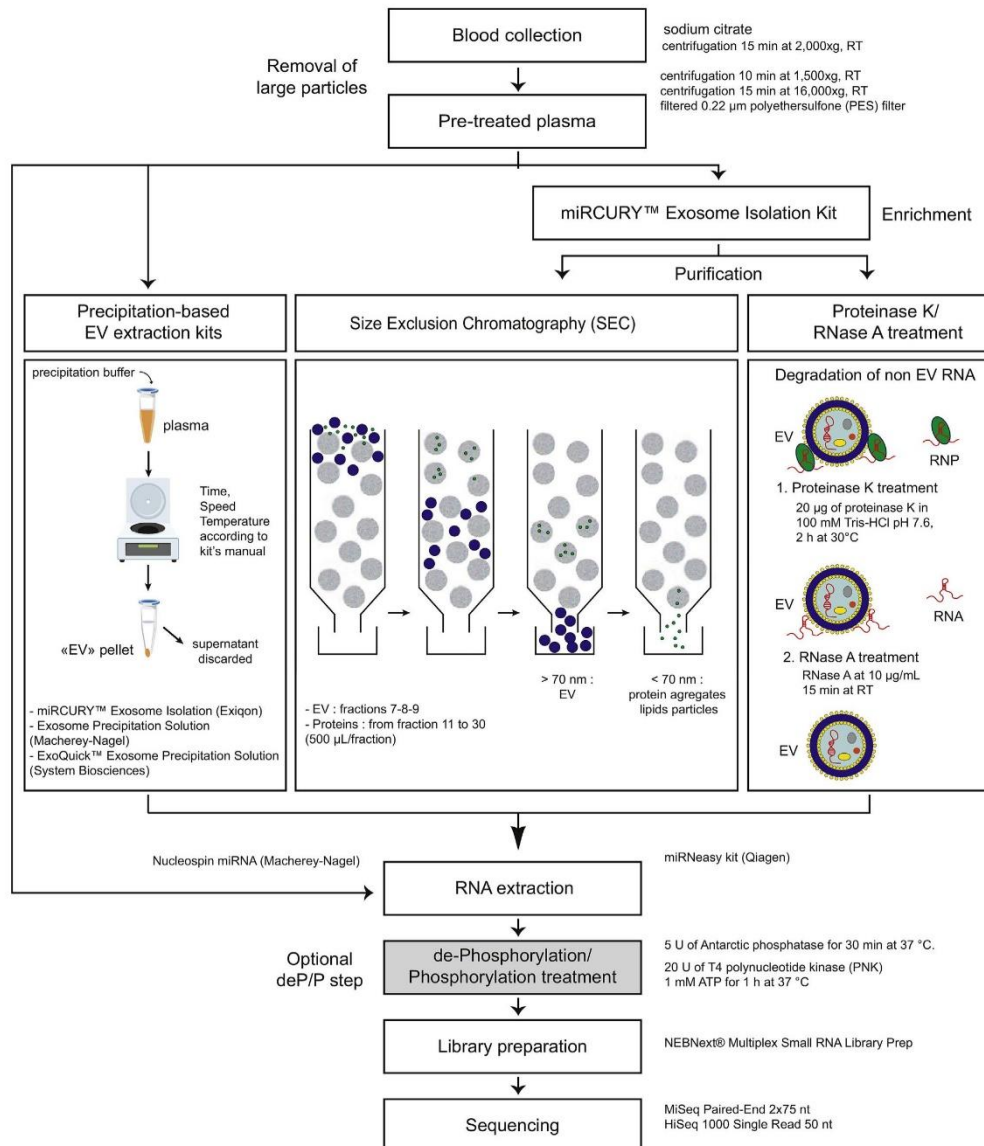 Blood collection
sodium citrate
centrifugation 15 min at 2,000xg, RT
Removal of
large particles
centrifugation 10 min at 1,500xg, RT
centrifugation 15 min at 16,000xg, RT
filtered 0.22 µm polyethersulfone (PES) filter
Pre-treated plasma
miRCURY™ Exosome Isolation Kit
Enrichment
Purification
Precipitation-based
EV extraction kits
precipitation buffer
plasma
Time,
Speed
Temperature
according to
kit's manual
«EV» pellet
supernatant
discarded
- miRCURY™ Exosome Isolation (Exiqon)
- Exosome Precipitation Solution
(Macherey-Nagel)
- ExoQuick™ Exosome Precipitation Solution
(System Biosciences)
Size Exclusion Chromatography (SEC)
> 70 nm :
EV
< 70 nm :
protein agregates
lipids particles
- EV : fractions 7-8-9
- Proteins : from fraction 11 to 30
(500 µL/fraction)
Proteinase K/
RNase A treatment
Degradation of non EV RNA
EV
RNP
1. Proteinase K treatment
20 µg of proteinase K in
100 mM Tris-HCl pH 7.6,
2 h at 30°C
EV
RNA
2. RNase A treatment
RNase A at 10 µg/mL
15 min at RT
EV
Nucleospin miRNA (Macherey-Nagel)
miRNeasy kit (Qiagen)
RNA extraction
Optional
deP/P step
de-Phosphorylation/
Phosphorylation treatment
5 U of Antarctic phosphatase for 30 min at 37 °C.
20 U of T4 polynucleotide kinase (PNK)
1 mM ATP for 1 h at 37 °C
Library preparation
NEBNext® Multiplex Small RNA Library Prep
Sequencing
MiSeq Paired-End 2x75 nt
HiSeq 1000 Single Read 50 nt